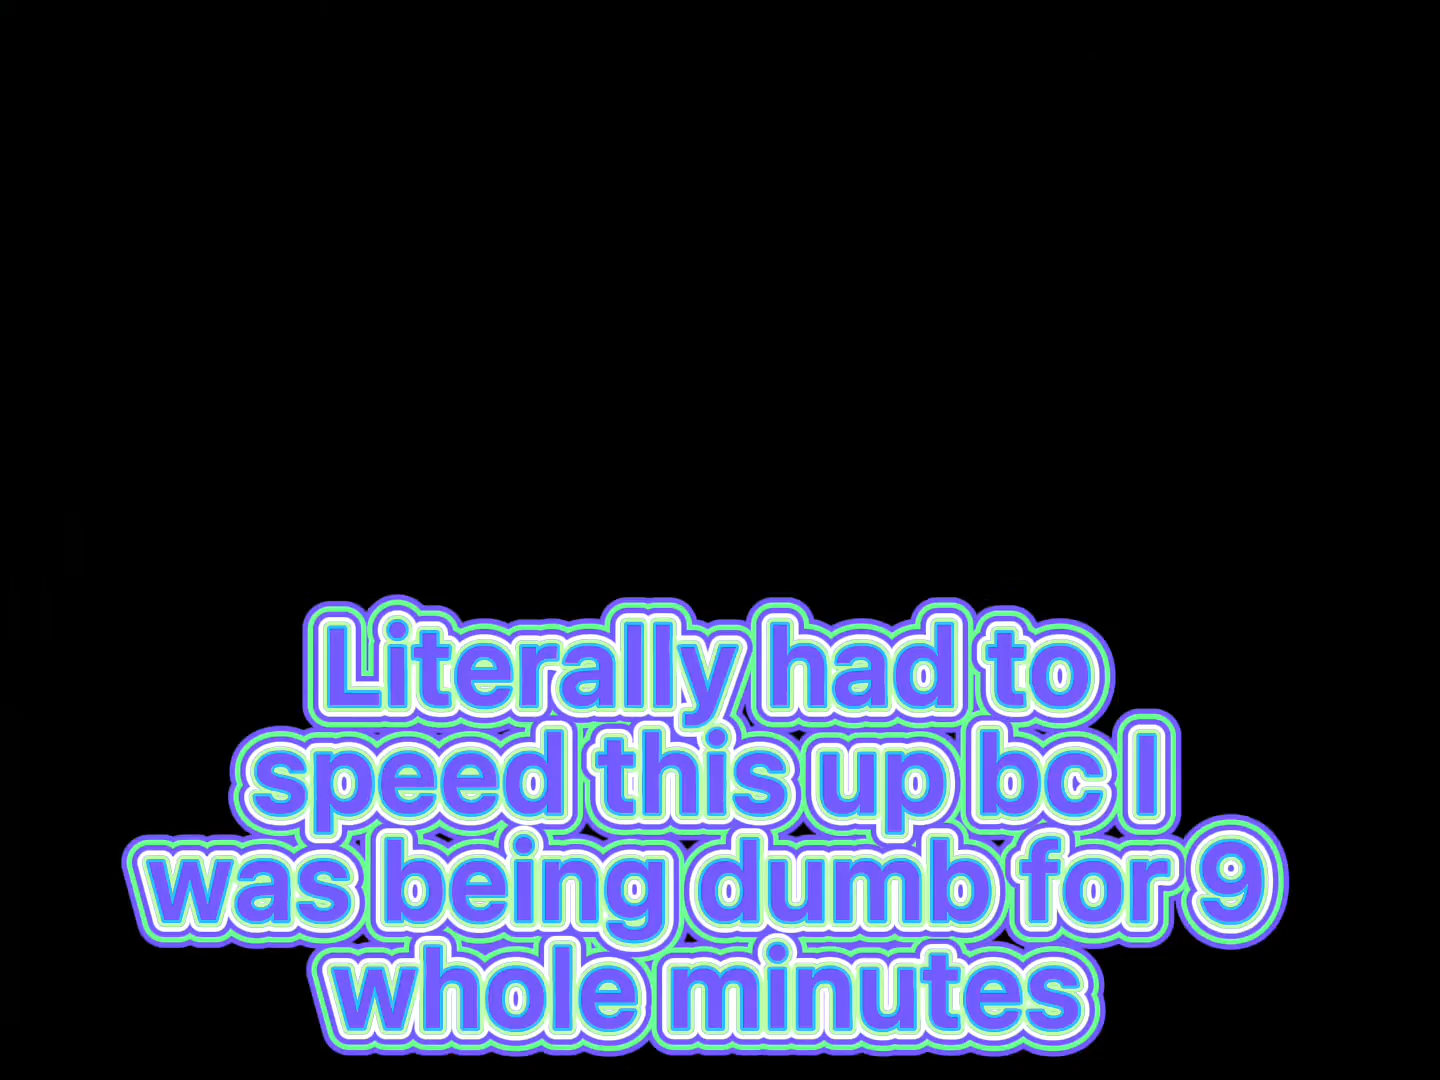 Literally had to
speed this up bc I
was being dumb for 9
whole minutes